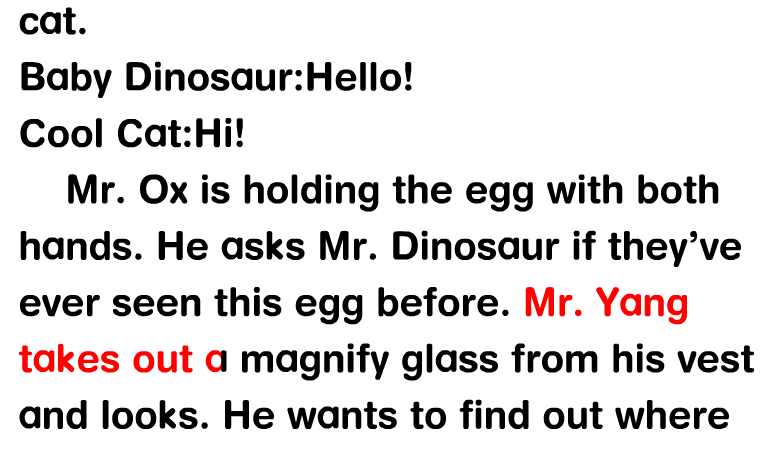 cat.
Baby Dinosaur:Hello!
Cool Cat:Hi!
Mr. Ox is holding the egg with both
hands. He asks Mr. Dinosaur if they’ve
ever seen this egg before. Mr. Yang
takes out a magnify glass from his vest
and looks. He wants to find out where